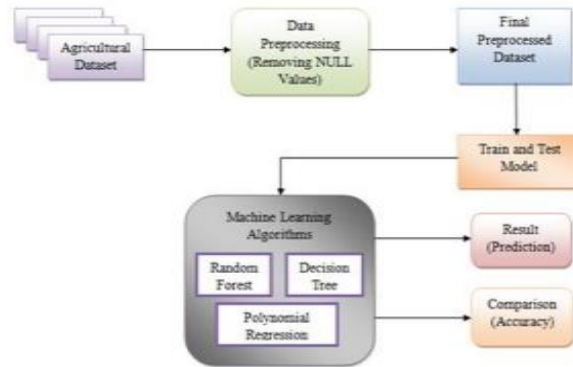 Agricultural
Dataset
Data
Preprocessing
(Removing NULL
Values)
Final
Preprocessed
Dataset
Train and Test
Model
Machine Learning
Algorithms
Random
Forest
Decision
Tree
Polynomial
Regression
Result
(Prediction)
Comparison
(Accuracy)